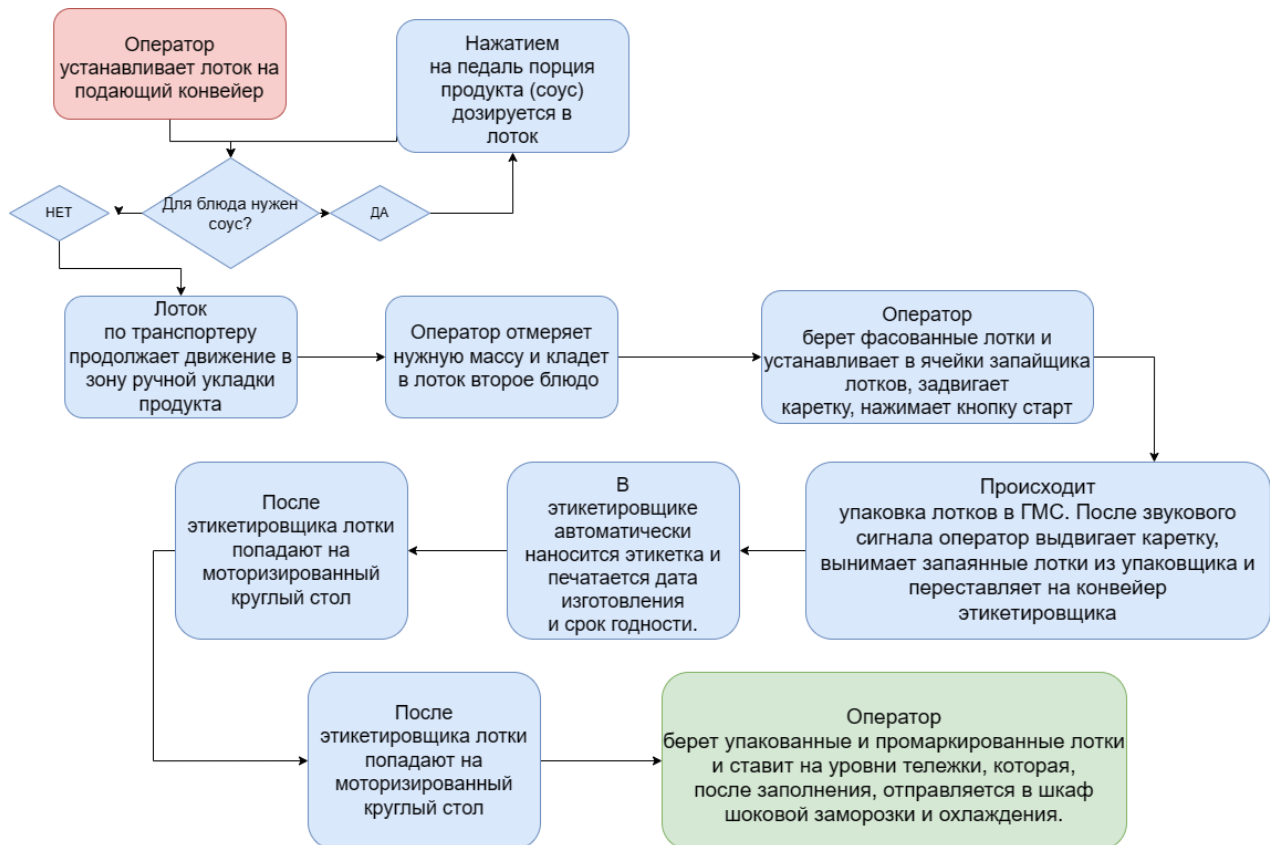 Оператор
устанавливает лоток на
подающий конвейер
Нажатием
на педаль порция
продукта (соус)
дозируется в
лоток
НЕТ
Для блюда нужен
соус?
ДА
Лоток
по транспортеру
продолжает движение в
зону ручной укладки
продукта
Оператор отмеряет
нужную массу и кладет
в лоток второе блюдо
Оператор
берет фасованные лотки и
устанавливает в ячейки запайщика
лотков, задвигает
каретку, нажимает кнопку старт
Происходит
упаковка лотков в ГМС. После звукового
сигнала оператор выдвигает каретку,
вынимает запаянные лотки из упаковщика и
переставляет на конвейер
этикетировщика
В
этикетировщике
автоматически
наносится этикетка и
печатается дата
изготовления
и срок годности.
После
этикетировщика лотки
попадают на
моторизированный
круглый стол
После
этикетировщика лотки
попадают на
моторизированный
круглый стол
Оператор
берет упакованные и промаркированные лотки
и ставит на уровни тележки, которая,
после заполнения, отправляется в шкаф
шоковой заморозки и охлаждения.